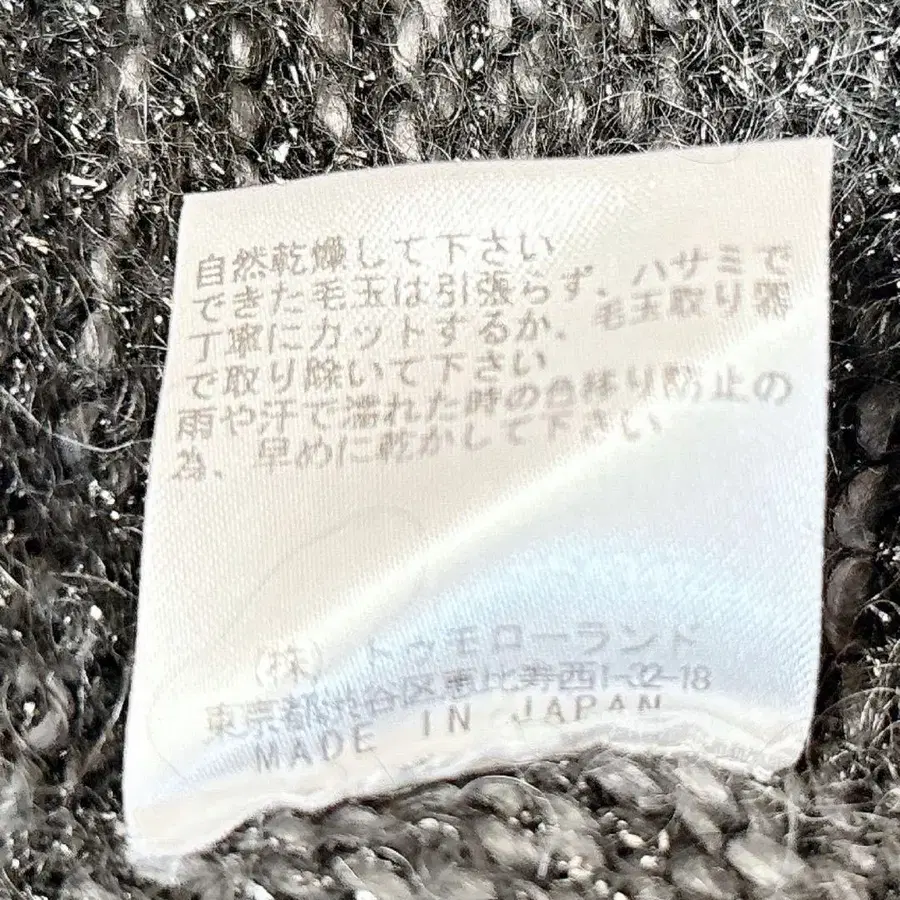 自然乾燥して下さい
できた毛玉は引張らず、ハサミで
丁寧にカットするか、毛玉取り器
で取り除いて下さい
雨や汗で濡れた時の色移り防止の
為、早めに乾かして下さい
(株)トゥモローランド
東京都渋谷区恵比寿西1-32-18
MADE IN JAPAN